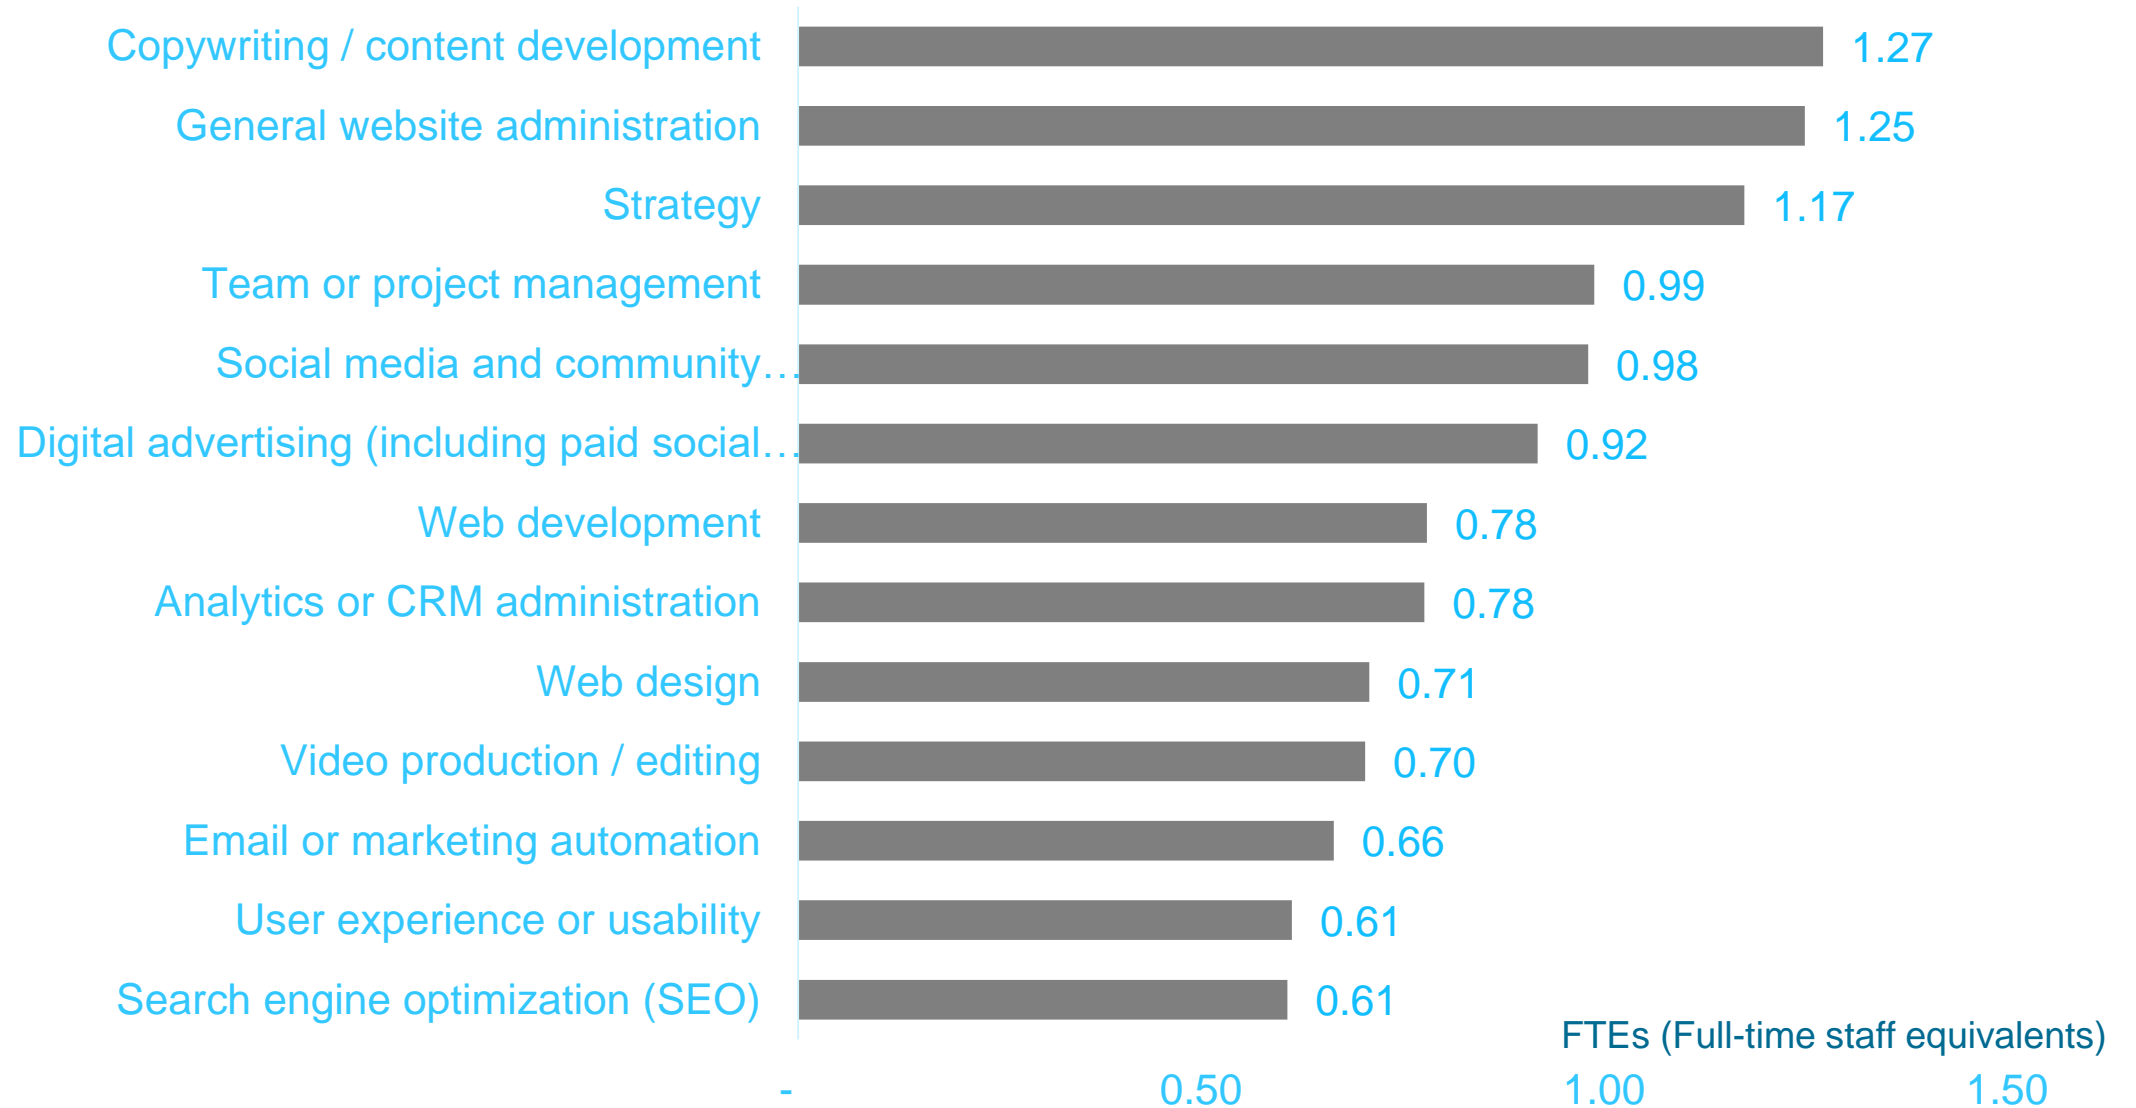 Copywriting / content development 1.27
General website administration 1.25
Strategy 1.17
Team or project management 0.99
Social media and community… 0.98
Digital advertising (including paid social… 0.92
Web development 0.78
Analytics or CRM administration 0.78
Web design 0.71
Video production / editing 0.70
Email or marketing automation 0.66
User experience or usability 0.61
Search engine optimization (SEO) 0.61
FTEs (Full-time staff equivalents)
- 0.50 1.00 1.50